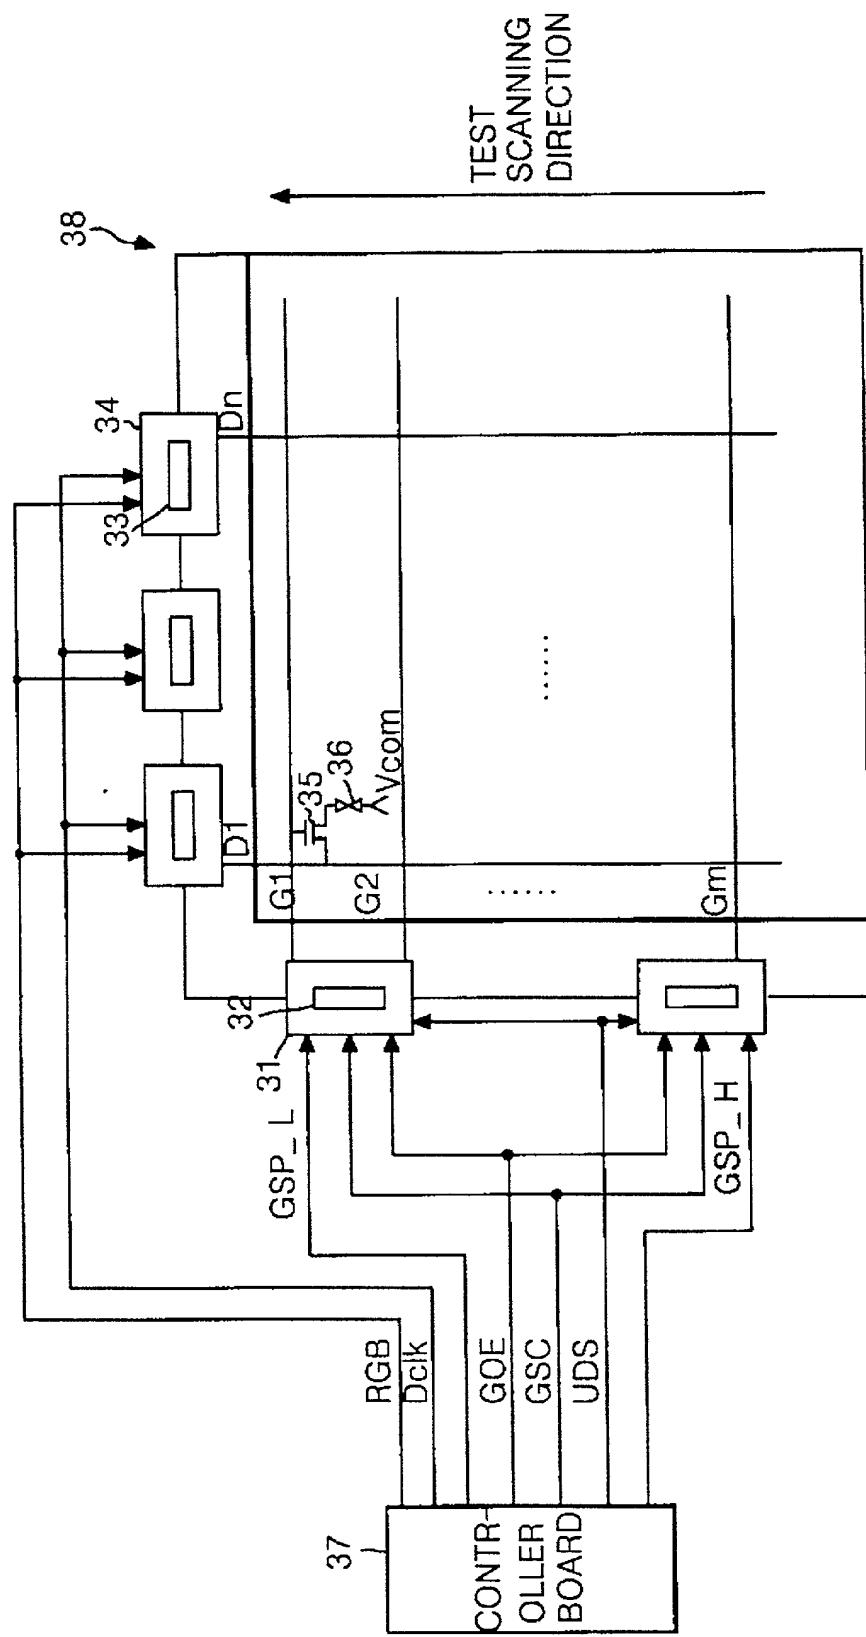 38
TEST
SCANNING
DIRECTION
34
33
Dn
D1
G1
35
36
Vcom
G2
......
......
Gm
32
31
GSP_L
GSP_H
RGB
Dclk
GOE
GSC
UDS
37
CONTR-
OLLER
BOARD